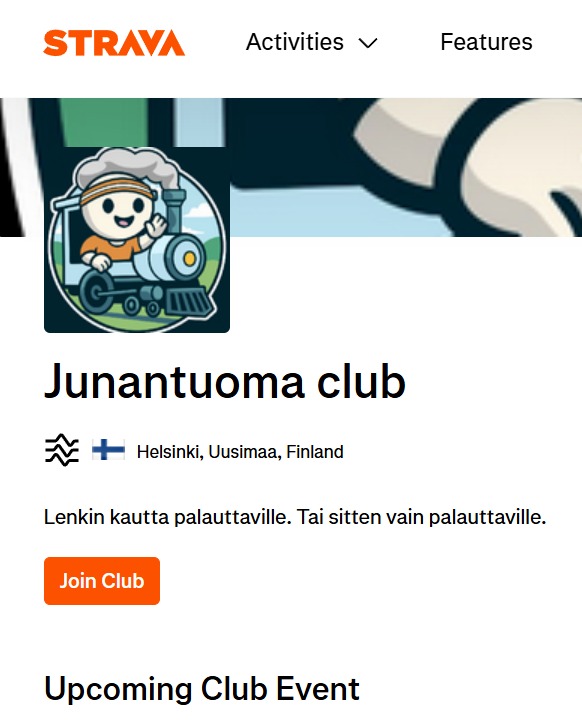 STRAVA
Activities
Features
Junantuoma club
Helsinki, Uusimaa, Finland
Lenkin kautta palauttaville. Tai sitten vain palauttaville.
Join Club
Upcoming Club Event